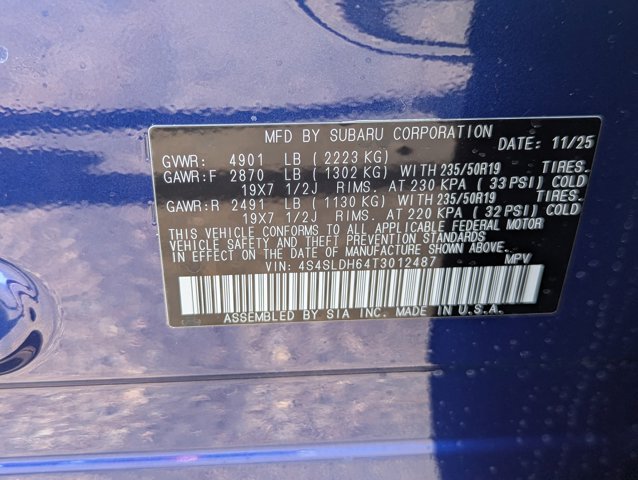 MFD BY SUBARU CORPORATION DATE: 11/25
GVWR: 4901 LB (2223 KG)
GAWR:F 2870 LB (1302 KG) WITH 235/50R19 TIRES.
19X7 1/2J RIMS. AT 230 KPA (33 PSI) COLD
GAWR:R 2491 LB (1130 KG) WITH 235/50R19 TIRES.
19X7 1/2J RIMS. AT 220 KPA (32 PSI) COLD
THIS VEHICLE CONFORMS TO ALL APPLICABLE FEDERAL MOTOR
VEHICLE SAFETY AND THEFT PREVENTION STANDARDS
IN EFFECT ON THE DATE OF MANUFACTURE SHOWN ABOVE.
VIN: 4S4SLDH64T3012487 MPV
ASSEMBLED BY SIA INC. MADE IN U.S.A.